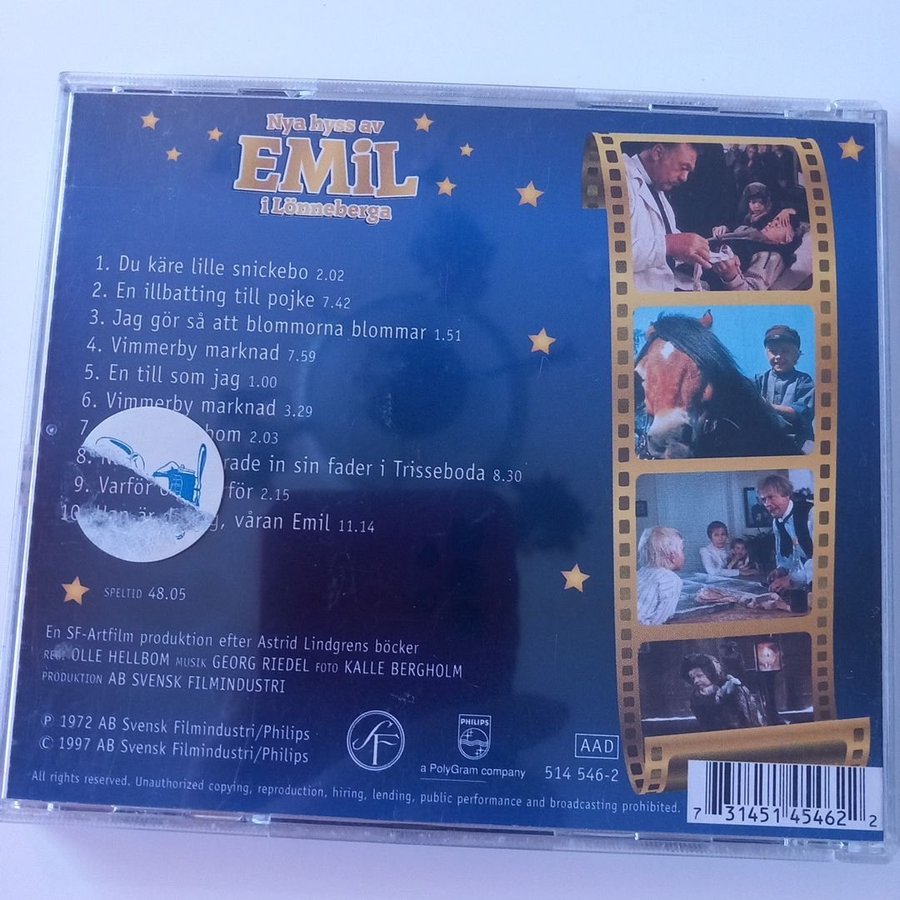 Nya hyss av
EMiL
i Lönneberga
1. Du käre lille snickebo 2.02
2. En illbatting till pojke 7.42
3. Jag gör så att blommorna blommar 1.51
4. Vimmerby marknad 7.59
5. En till som jag 1.00
6. Vimmerby marknad 3.29
7 bom 2.03
8. rade in sin fader i Trisseboda 8.30
9. Varför för 2.15
10. våran Emil 11.14
SPELTID 48.05
En SF-Artfilm produktion efter Astrid Lindgrens böcker
REGI OLLE HELLBOM MUSIK GEORG RIEDEL FOTO KALLE BERGHOLM
PRODUKTION AB SVENSK FILMINDUSTRI
℗ 1972 AB Svensk Filmindustri/Philips
© 1997 AB Svensk Filmindustri/Philips
SF
PHILIPS
a PolyGram company
AAD
514 546-2
All rights reserved. Unauthorized copying, reproduction, hiring, lending, public performance and broadcasting prohibited.
7 31451 45462 2